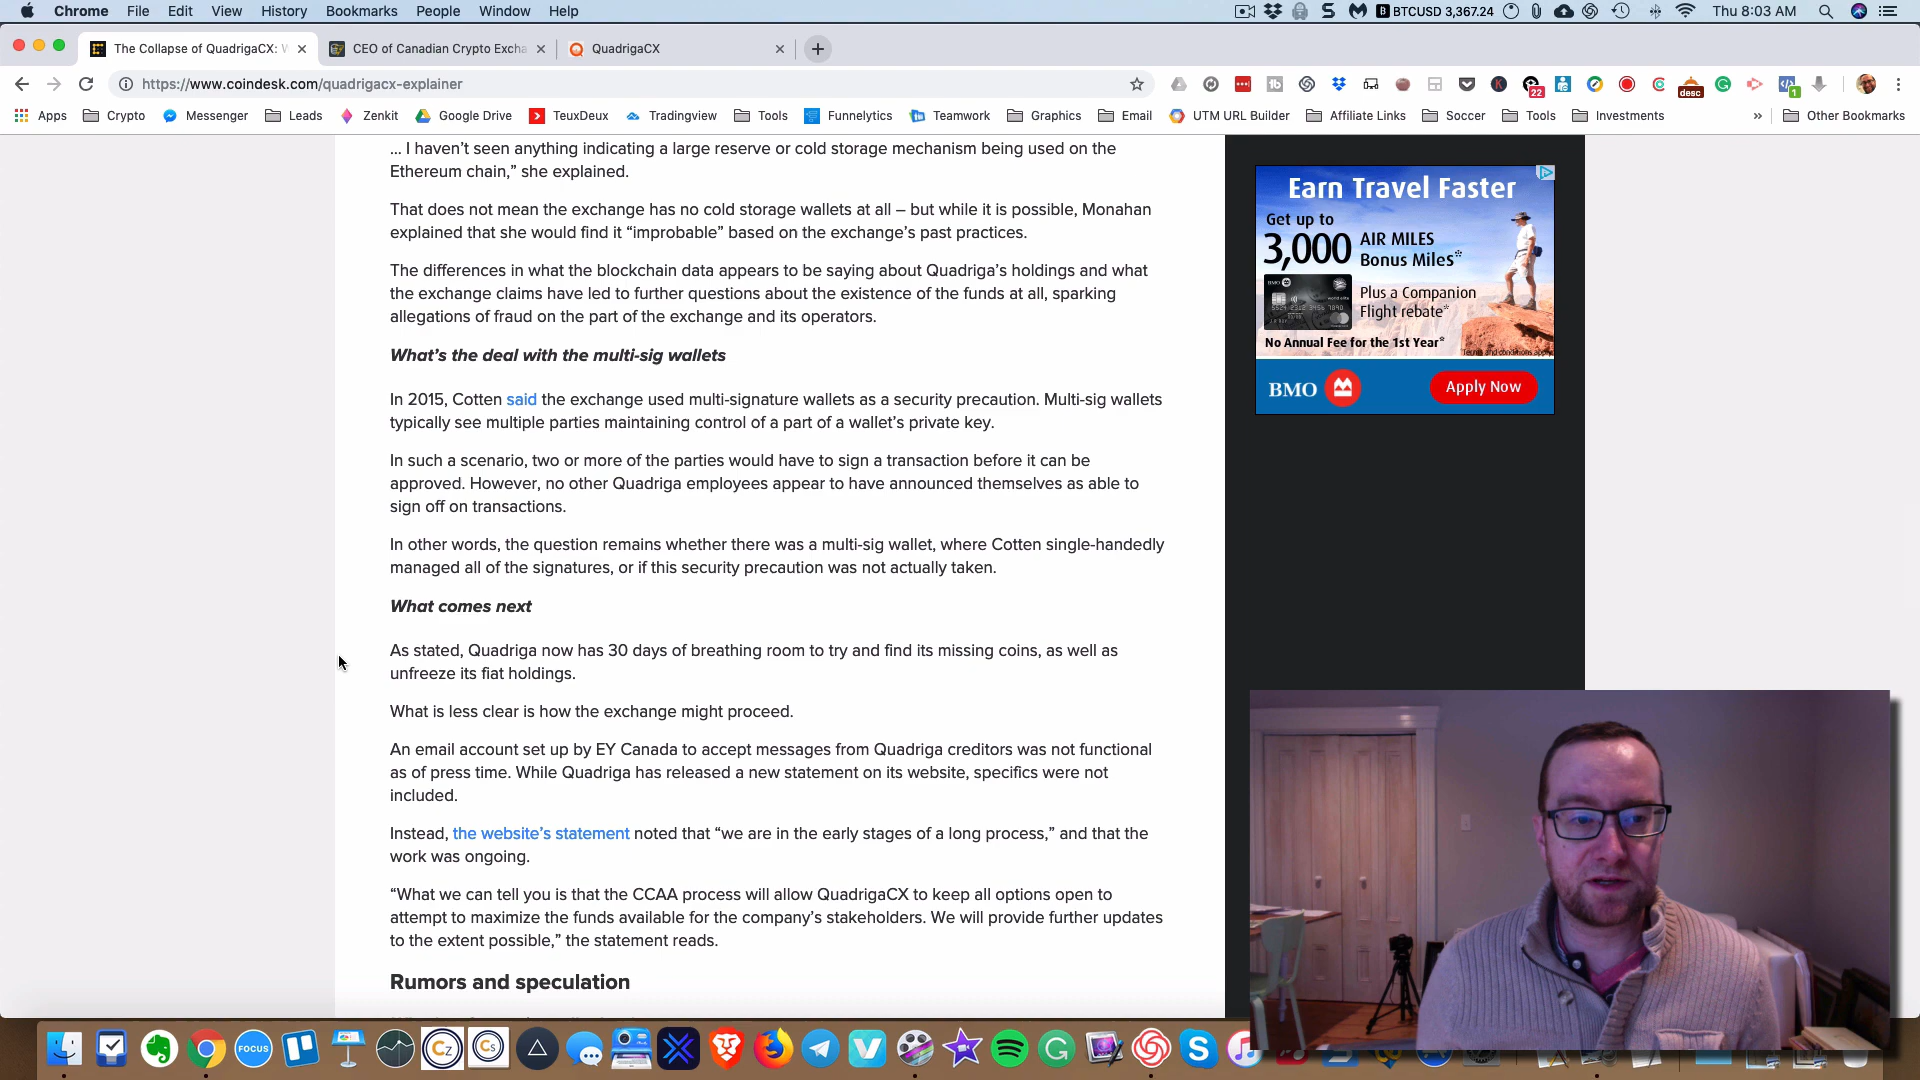 Chrome File Edit View History Bookmarks People Window Help
BTCUSD 3,367.24
Thu 8:03 AM
The Collapse of QuadrigaCX: W
CEO of Canadian Crypto Excha
QuadrigaCX
https://www.coindesk.com/quadrigacx-explainer
22
desc
1
Apps Crypto Messenger Leads Zenkit Google Drive TeuxDeux Tradingview Tools Funnelytics Teamwork Graphics Email UTM URL Builder Affiliate Links Soccer Tools Investments » Other Bookmarks
... I haven’t seen anything indicating a large reserve or cold storage mechanism being used on the
Ethereum chain,” she explained.
That does not mean the exchange has no cold storage wallets at all – but while it is possible, Monahan
explained that she would find it “improbable” based on the exchange’s past practices.
The differences in what the blockchain data appears to be saying about Quadriga’s holdings and what
the exchange claims have led to further questions about the existence of the funds at all, sparking
allegations of fraud on the part of the exchange and its operators.
What’s the deal with the multi-sig wallets
In 2015, Cotten said the exchange used multi-signature wallets as a security precaution. Multi-sig wallets
typically see multiple parties maintaining control of a part of a wallet’s private key.
In such a scenario, two or more of the parties would have to sign a transaction before it can be
approved. However, no other Quadriga employees appear to have announced themselves as able to
sign off on transactions.
In other words, the question remains whether there was a multi-sig wallet, where Cotten single-handedly
managed all of the signatures, or if this security precaution was not actually taken.
What comes next
As stated, Quadriga now has 30 days of breathing room to try and find its missing coins, as well as
unfreeze its fiat holdings.
What is less clear is how the exchange might proceed.
An email account set up by EY Canada to accept messages from Quadriga creditors was not functional
as of press time. While Quadriga has released a new statement on its website, specifics were not
included.
Instead, the website’s statement noted that “we are in the early stages of a long process,” and that the
work was ongoing.
“What we can tell you is that the CCAA process will allow QuadrigaCX to keep all options open to
attempt to maximize the funds available for the company’s stakeholders. We will provide further updates
to the extent possible,” the statement reads.
Rumors and speculation
Earn Travel Faster
Get up to
3,000 AIR MILES
Bonus Miles*
Plus a Companion
Flight rebate*
No Annual Fee for the 1st Year*
Terms and conditions apply.
BMO
Apply Now
FOCUS